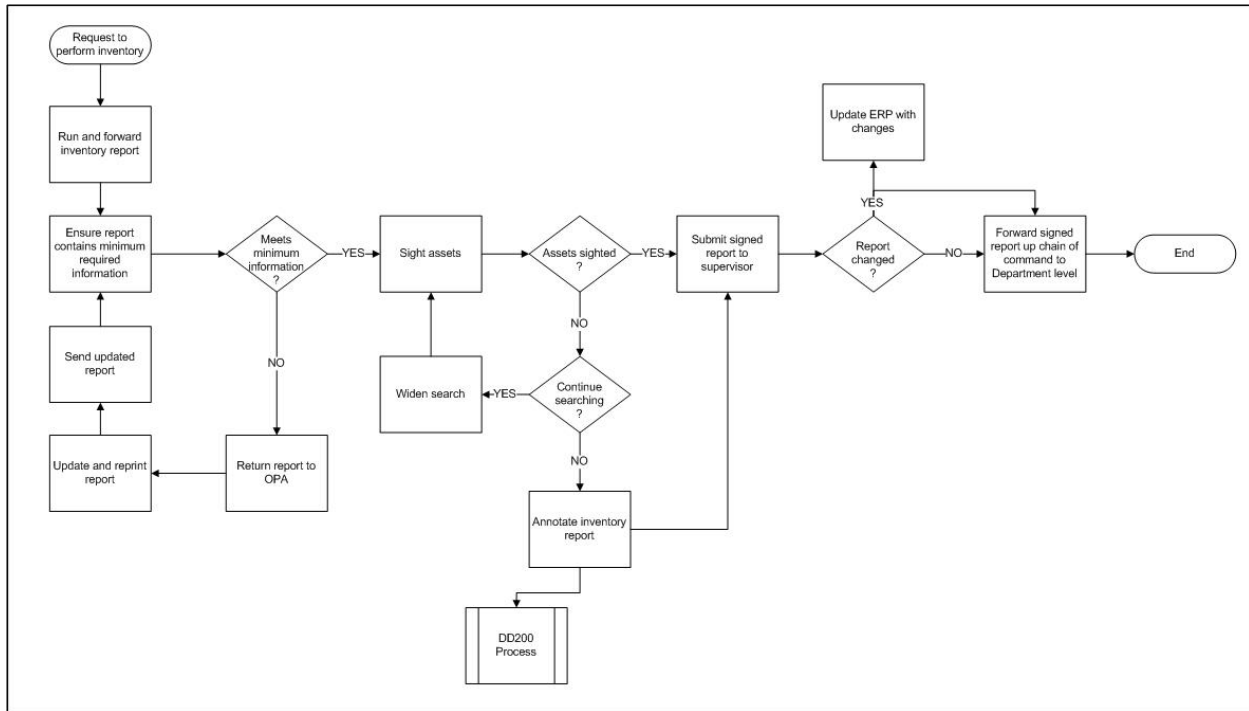 Request to
perform inventory
Run and forward
inventory report
Ensure report
contains minimum
required
information
Meets
minimum
information
?
YES
Sight assets
Assets sighted
?
YES
Submit signed
report to
supervisor
Report
changed
?
YES
Update ERP with
changes
NO
Forward signed
report up chain of
command to
Department level
End
NO
Return report to
OPA
Update and reprint
report
Send updated
report
NO
Continue
searching
?
YES
Widen search
NO
Annotate inventory
report
DD200
Process